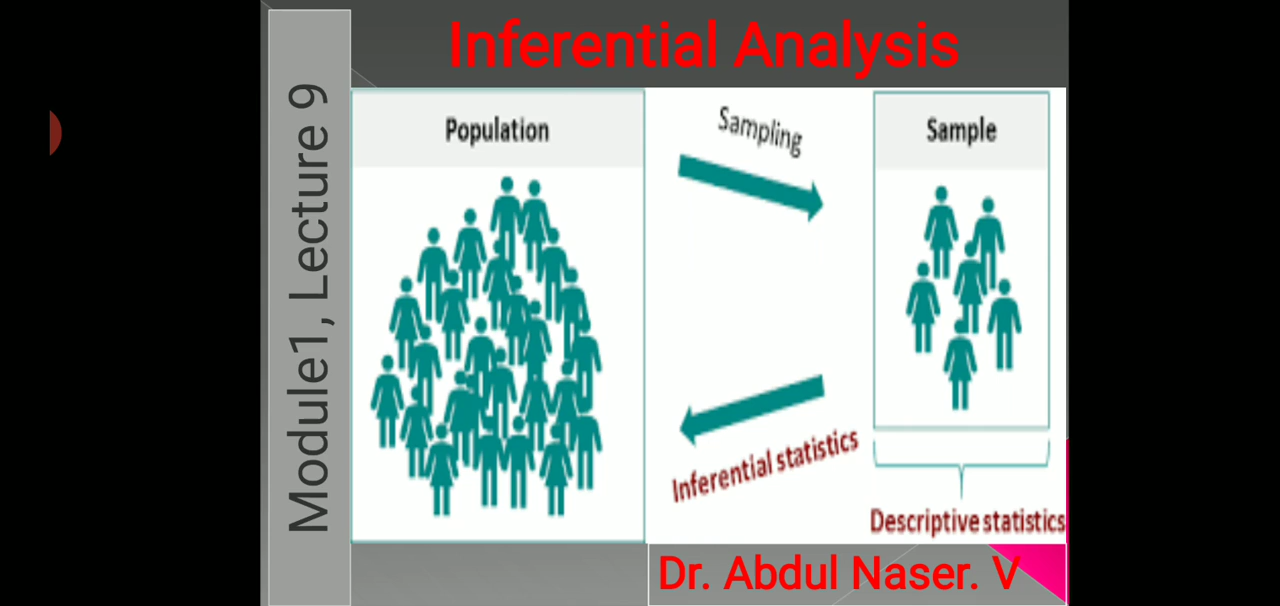 Inferential Analysis
Module1, Lecture 9
Population
Sampling
Sample
Inferential statistics
Descriptive statistics
Dr. Abdul Naser. V